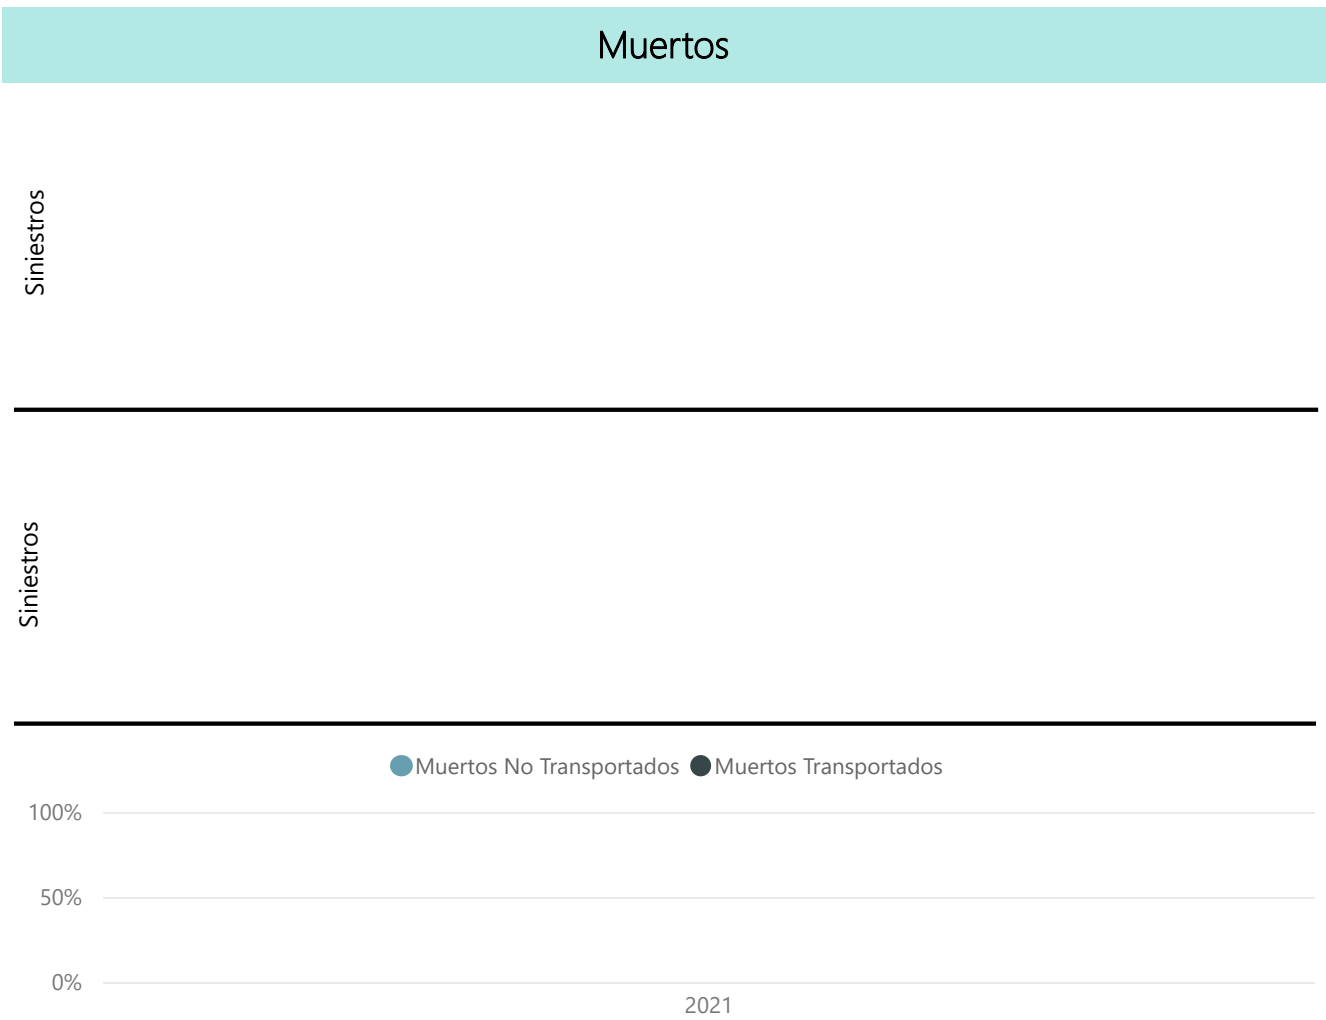 Muertos
Siniestros
Siniestros
Muertos No Transportados Muertos Transportados
100%
50%
0%
2021